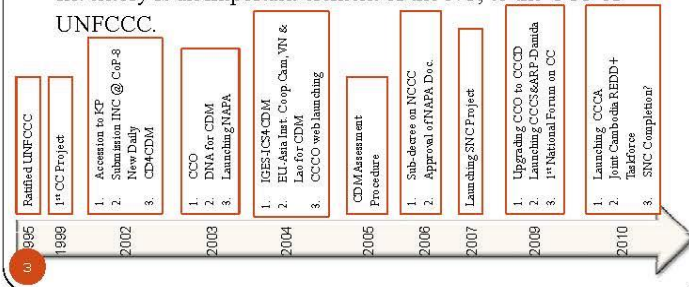 UNFCCC.
Ratified UNFCCC
1st CC Project
1. Accession to KP
2. Submission INC @ CoP-8
New Daily
3. CD4CDM
1. CCO
2. DNA for CDM
3. Launching NAPA
1. IGES-ICS4CDM
2. EU-Asia Inst. Coop. Cam, VN &
Lao for CDM
3. CCCO web launching
CDM Assessment
Procedure
1. Sub-decree on NCCC
2. Approval of NAPA Doc.
Launching SNC Project
1. Upgrading CCO to CCCD
2. Launching CCCS&ARP-Danida
3. 1st National Forum on CC
1. Launching CCCA
2. Joint Cambodia REDD+
Taskforce
3. SNC Completion?
1995
1999
2002
2003
2004
2005
2006
2007
2009
2010
3